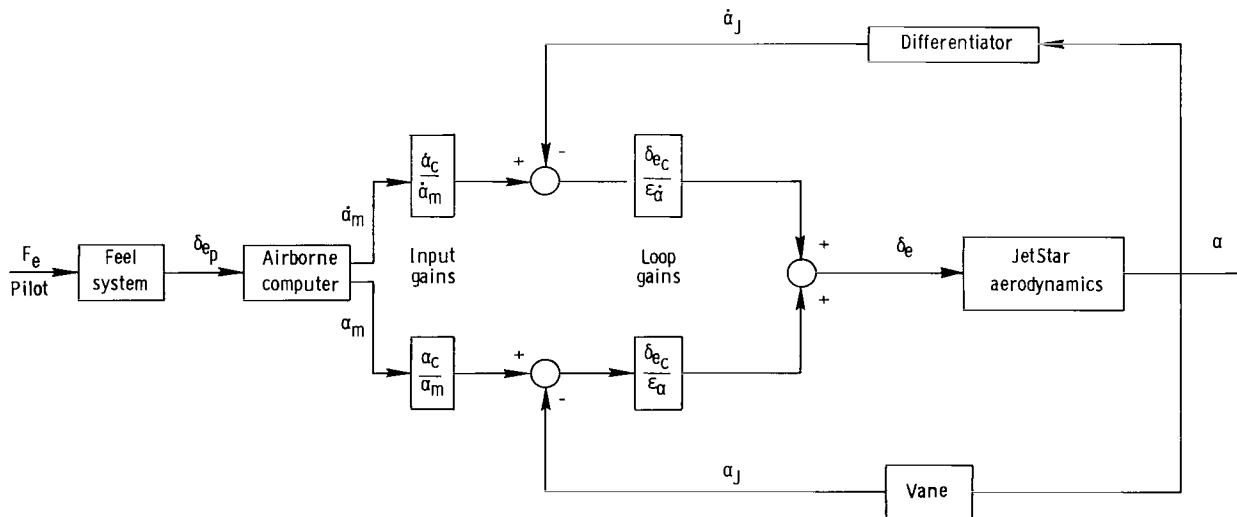 α̇J
Differentiator
α̇c
α̇m
+
-
δec
εα̇
α̇m
Fe
Pilot
Feel
system
δep
Airborne
computer
Input
gains
Loop
gains
+
+
δe
JetStar
aerodynamics
α
αm
αc
αm
+
-
δec
εα
αJ
Vane